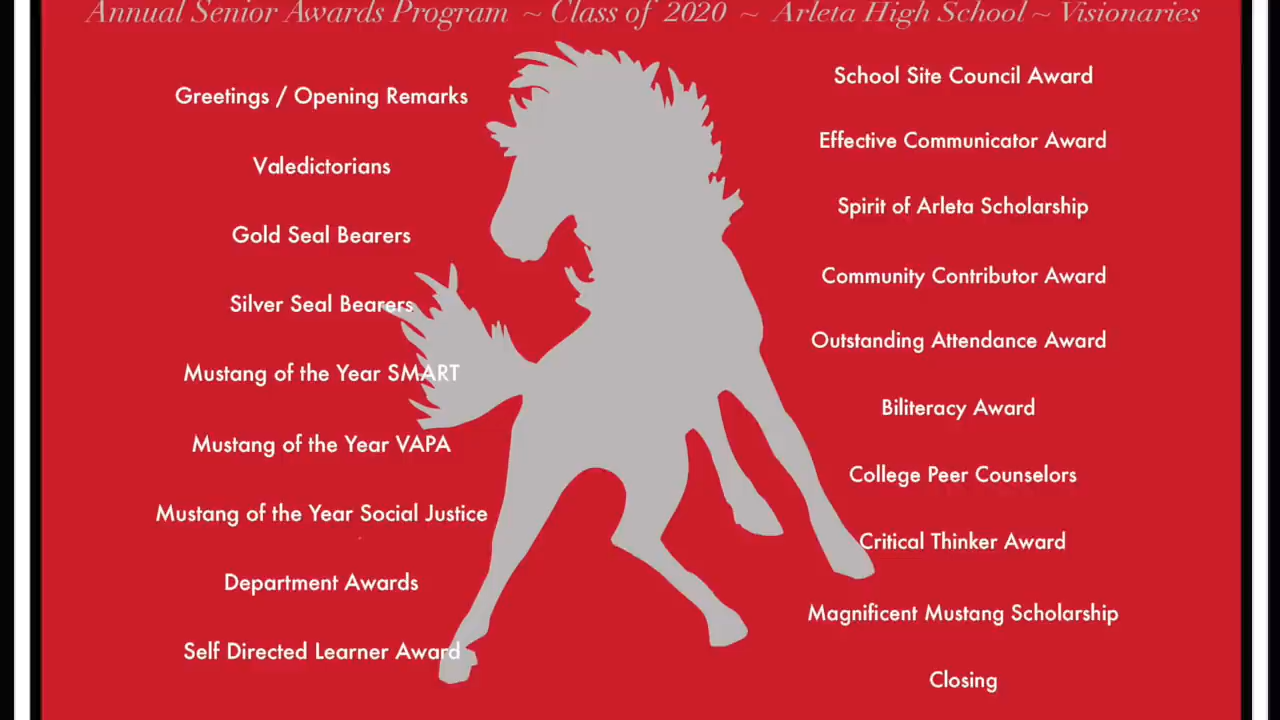 Annual Senior Awards Program ~ Class of 2020 ~ Arleta High School ~ Visionaries
Greetings / Opening Remarks
Valedictorians
Gold Seal Bearers
Silver Seal Bearers
Mustang of the Year SMART
Mustang of the Year VAPA
Mustang of the Year Social Justice
Department Awards
Self Directed Learner Award
School Site Council Award
Effective Communicator Award
Spirit of Arleta Scholarship
Community Contributor Award
Outstanding Attendance Award
Biliteracy Award
College Peer Counselors
Critical Thinker Award
Magnificent Mustang Scholarship
Closing